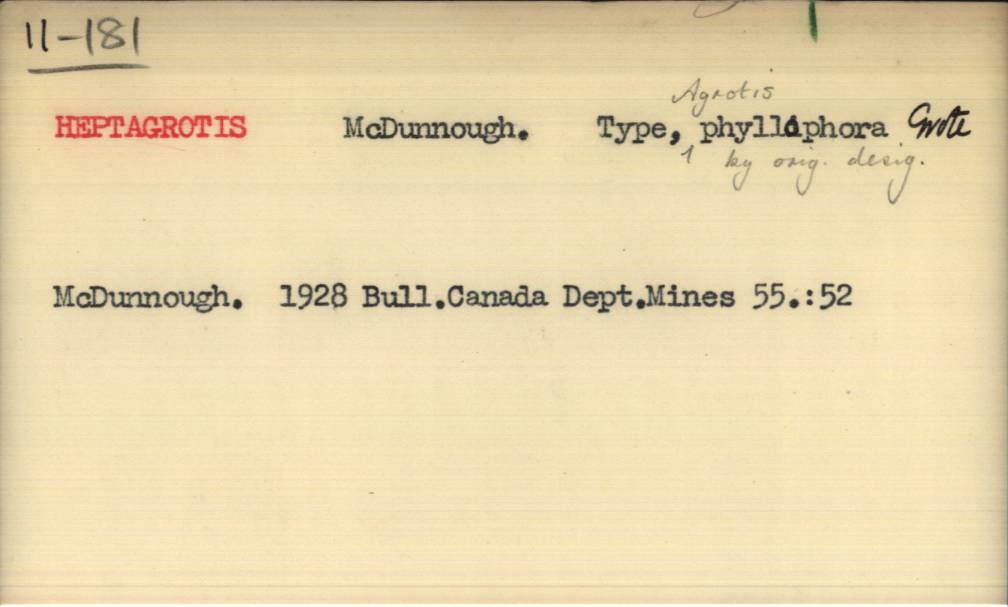 11-181
Agrotis
HEPTAGROTIS McDunnough. Type, phyllophora Grote
1 by orig. desig.
McDunnough. 1928 Bull.Canada Dept.Mines 55.:52